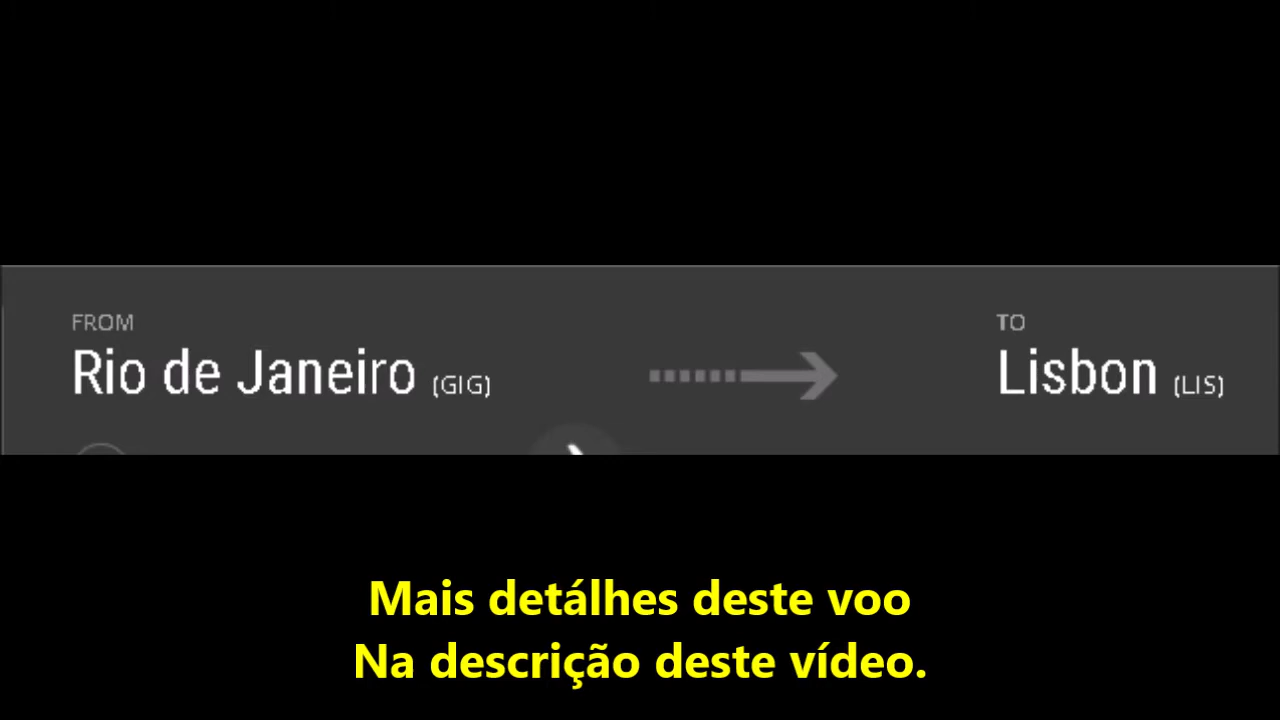 FROM
Rio de Janeiro (GIG)
TO
Lisbon (LIS)
Mais detálhes deste voo
Na descrição deste vídeo.